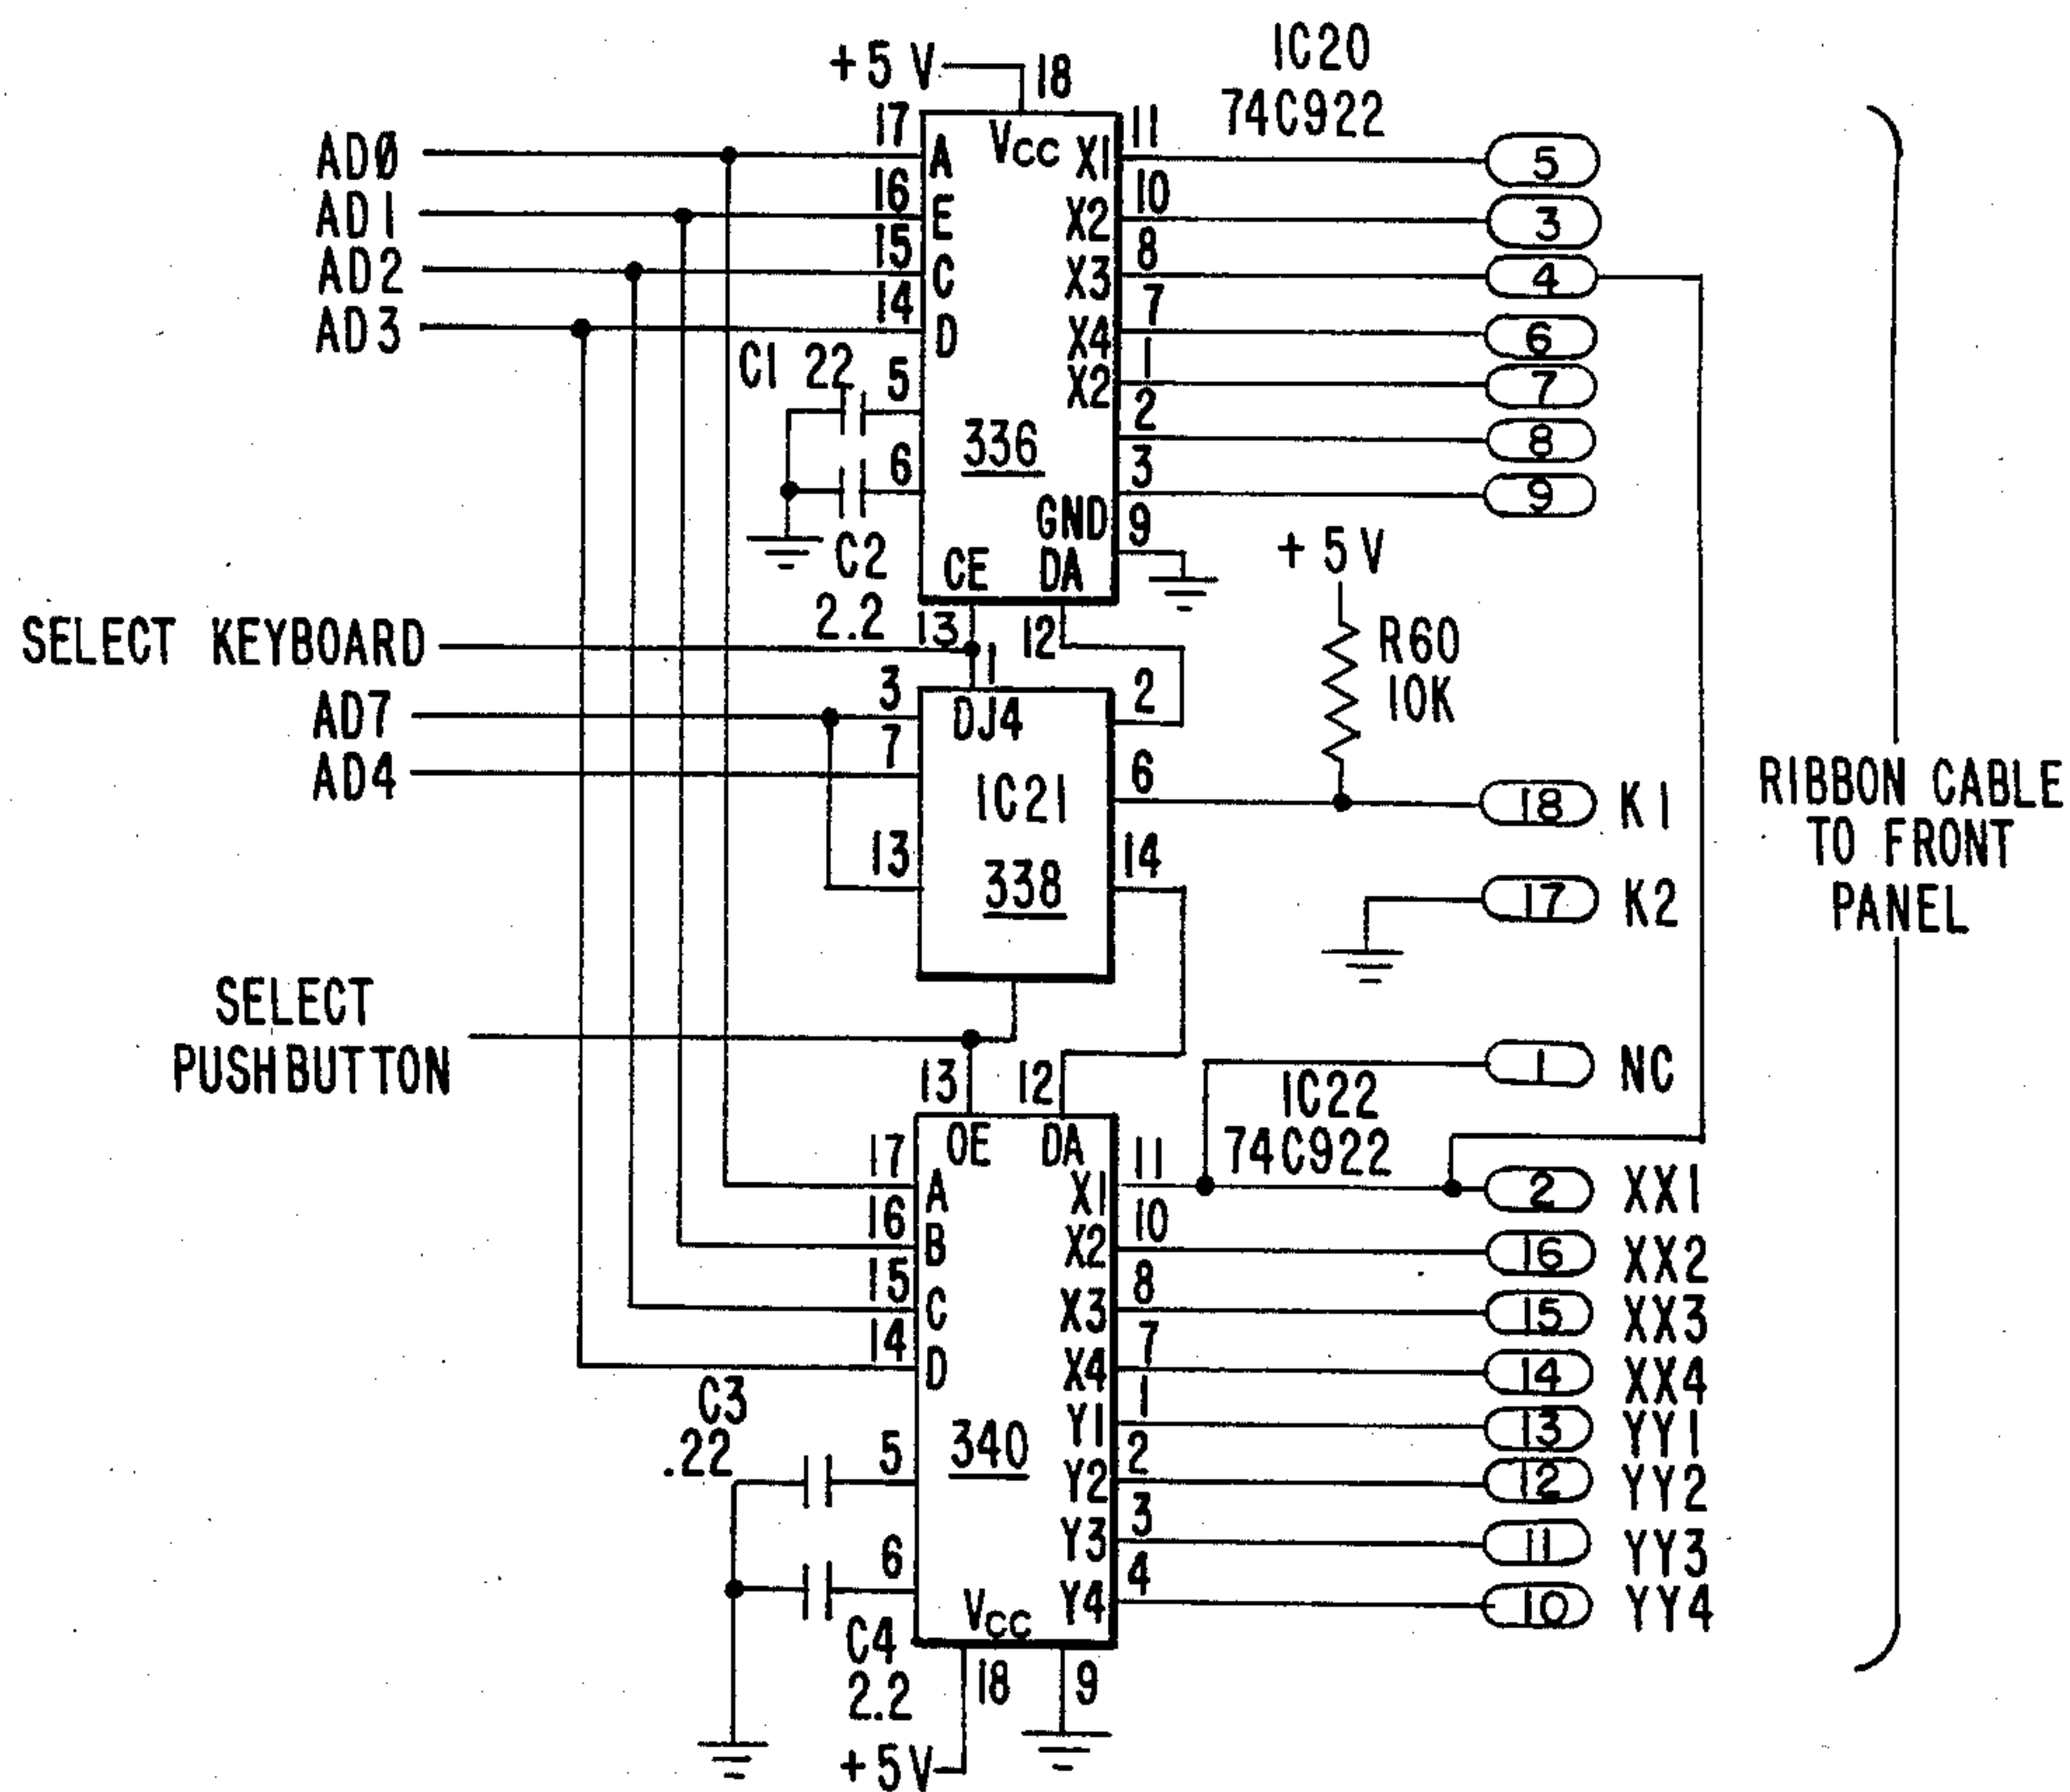 +5 V
18
IC20
74C922
AD0
17
A
VCC
X1
11
5
AD1
16
E
X2
10
3
AD2
15
C
X3
8
4
AD3
14
D
X4
7
6
C1 22
5
X2
1
7
336
2
8
6
3
9
GND
9
C2
2.2
CE
DA
+5 V
R60
10K
SELECT KEYBOARD
13
1
12
AD7
3
DJ4
2
AD4
7
IC21
6
18
K1
13
338
14
17
K2
RIBBON CABLE
TO FRONT
PANEL
SELECT
PUSHBUTTON
13
12
1
NC
IC22
74C922
OE
DA
17
A
X1
11
2
XX1
16
B
X2
10
16
XX2
15
C
X3
8
15
XX3
14
D
X4
7
14
XX4
C3
.22
Y1
1
13
YY1
5
340
Y2
2
12
YY2
Y3
3
11
YY3
6
Y4
4
10
YY4
C4
2.2
VCC
18
9
+5V